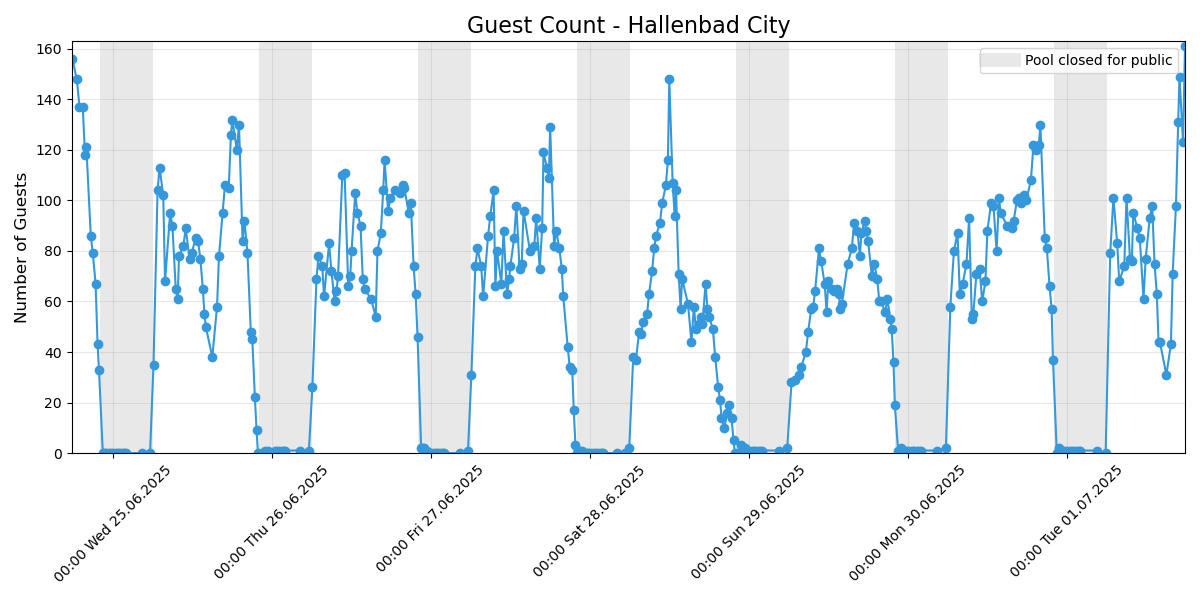 Guest Count - Hallenbad City
Pool closed for public
Number of Guests
160
140
120
100
80
60
40
20
0
00:00 Wed 25.06.2025
00:00 Thu 26.06.2025
00:00 Fri 27.06.2025
00:00 Sat 28.06.2025
00:00 Sun 29.06.2025
00:00 Mon 30.06.2025
00:00 Tue 01.07.2025